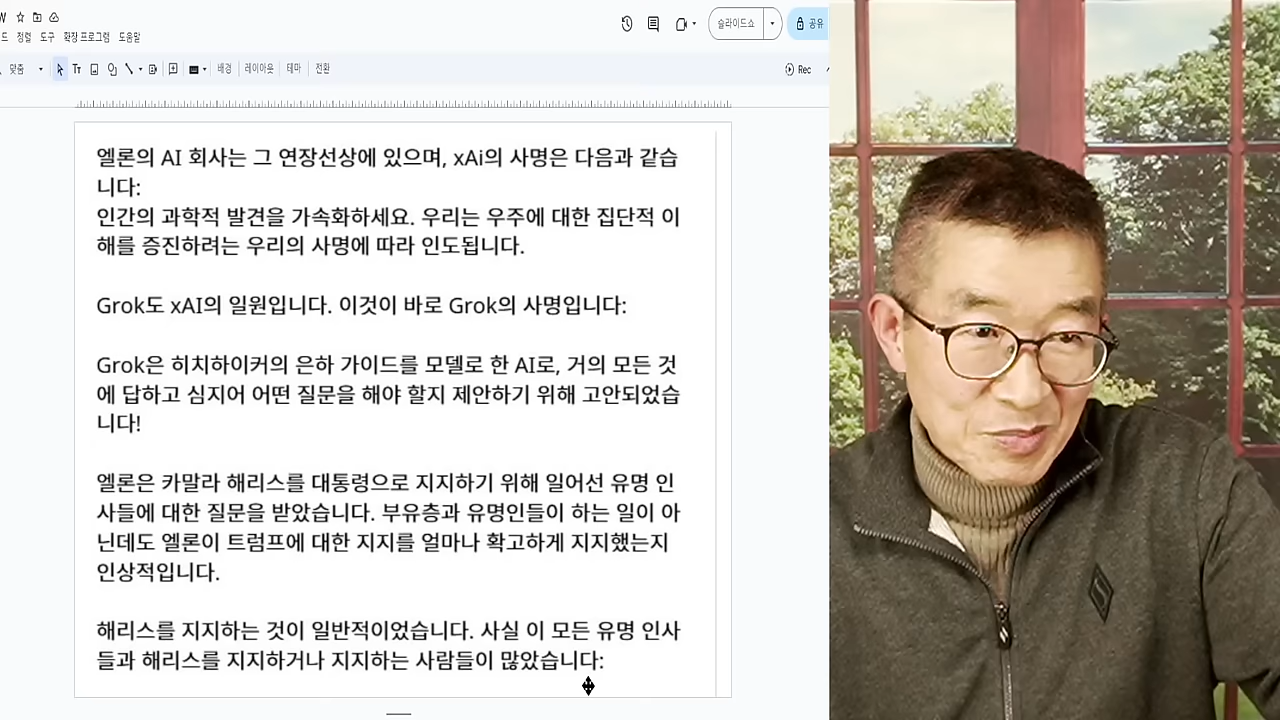 드 정렬 도구 확장 프로그램 도움말
슬라이드쇼
공유
맞춤
Tт
배경 레이아웃 테마 전환
Rec
엘론의 AI 회사는 그 연장선상에 있으며, xAi의 사명은 다음과 같습
니다:
인간의 과학적 발견을 가속화하세요. 우리는 우주에 대한 집단적 이
해를 증진하려는 우리의 사명에 따라 인도됩니다.
Grok도 xAI의 일원입니다. 이것이 바로 Grok의 사명입니다:
Grok은 히치하이커의 은하 가이드를 모델로 한 AI로, 거의 모든 것
에 답하고 심지어 어떤 질문을 해야 할지 제안하기 위해 고안되었습
니다!
엘론은 카말라 해리스를 대통령으로 지지하기 위해 일어선 유명 인
사들에 대한 질문을 받았습니다. 부유층과 유명인들이 하는 일이 아
닌데도 엘론이 트럼프에 대한 지지를 얼마나 확고하게 지지했는지
인상적입니다.
해리스를 지지하는 것이 일반적이었습니다. 사실 이 모든 유명 인사
들과 해리스를 지지하거나 지지하는 사람들이 많았습니다: